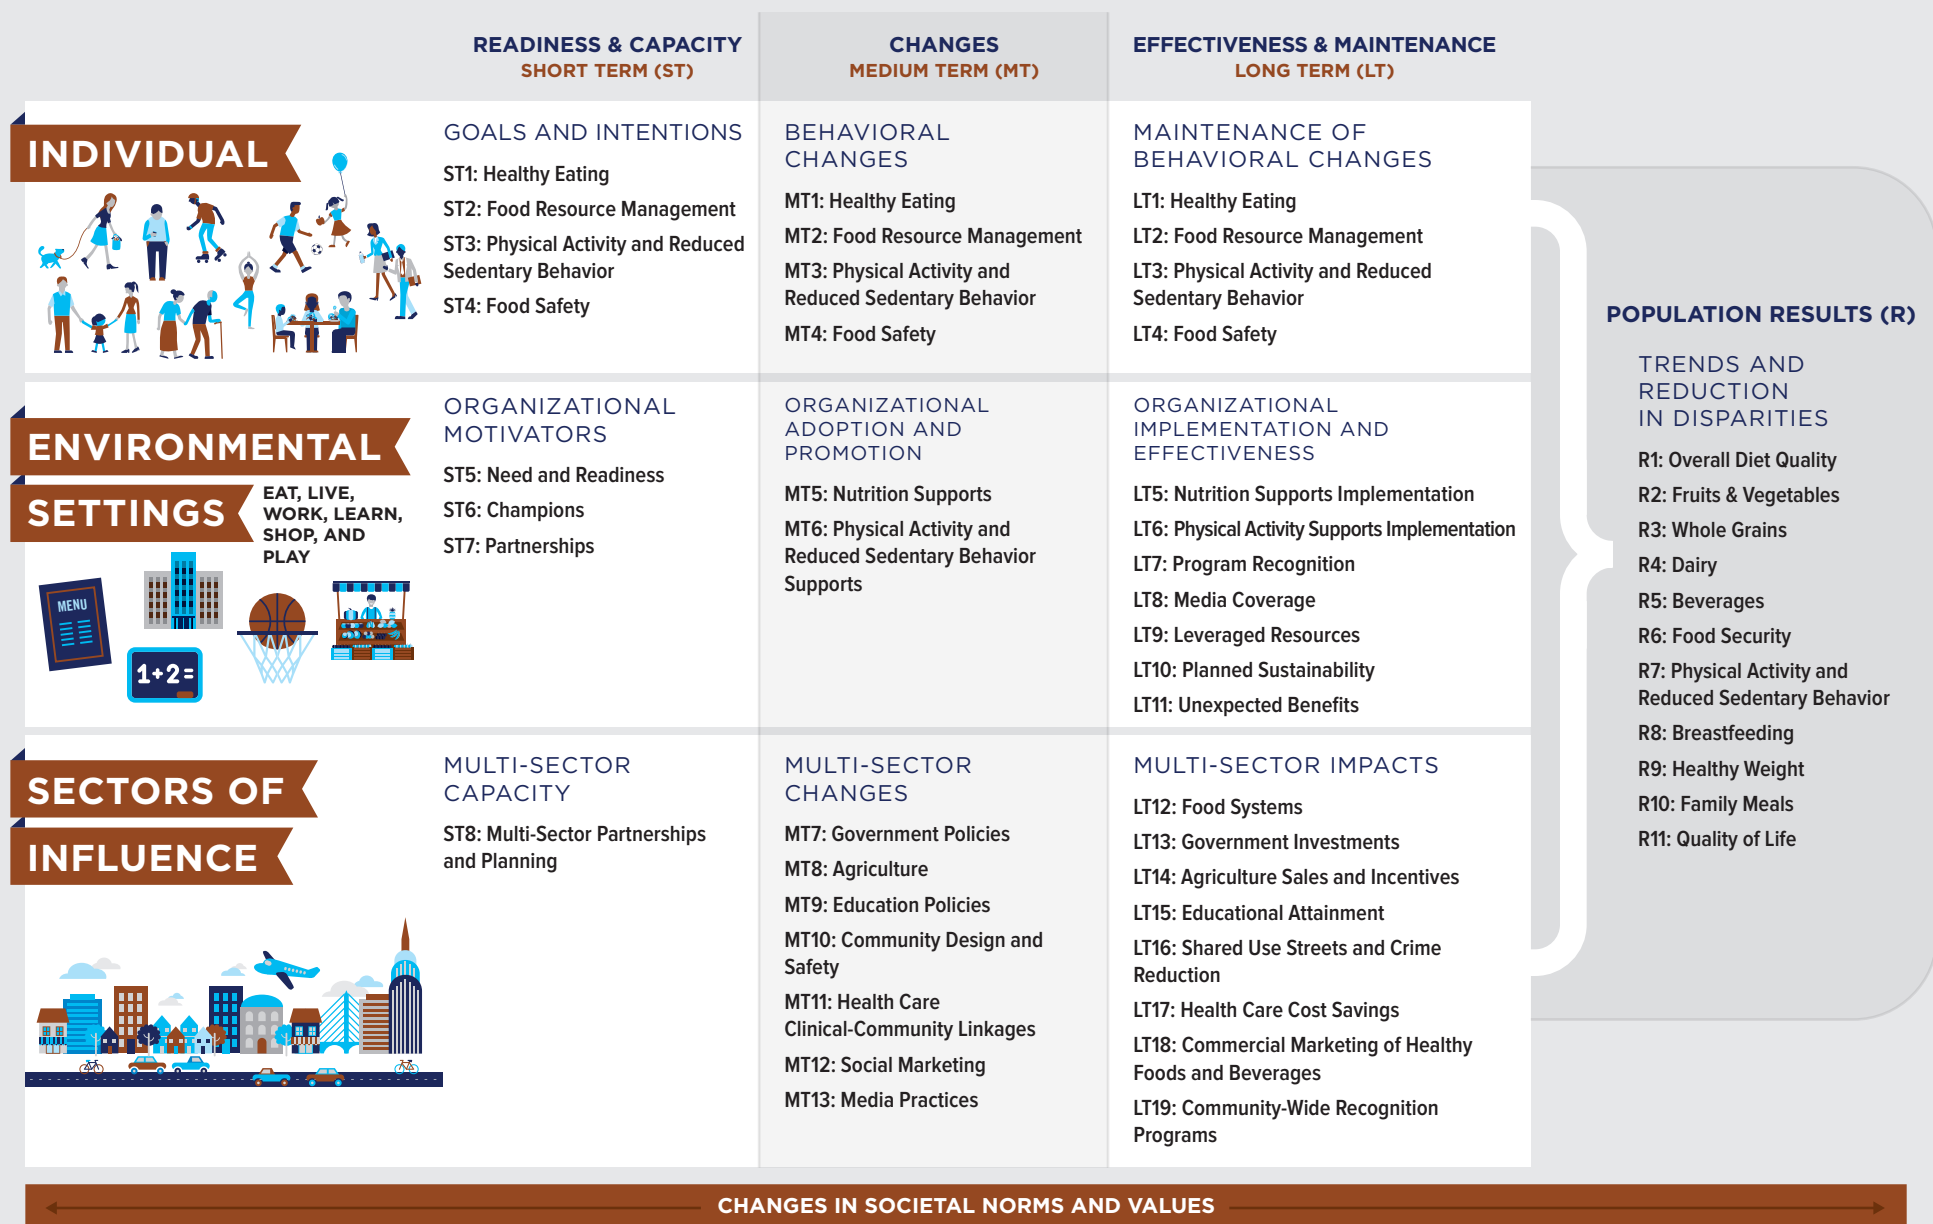 READINESS & CAPACITY
SHORT TERM (ST)
CHANGES
MEDIUM TERM (MT)
EFFECTIVENESS & MAINTENANCE
LONG TERM (LT)
INDIVIDUAL
GOALS AND INTENTIONS
ST1: Healthy Eating
ST2: Food Resource Management
ST3: Physical Activity and Reduced
Sedentary Behavior
ST4: Food Safety
BEHAVIORAL
CHANGES
MT1: Healthy Eating
MT2: Food Resource Management
MT3: Physical Activity and
Reduced Sedentary Behavior
MT4: Food Safety
MAINTENANCE OF
BEHAVIORAL CHANGES
LT1: Healthy Eating
LT2: Food Resource Management
LT3: Physical Activity and Reduced
Sedentary Behavior
LT4: Food Safety
ENVIRONMENTAL
SETTINGS
EAT, LIVE,
WORK, LEARN,
SHOP, AND
PLAY
MENU
1+2=
ORGANIZATIONAL
MOTIVATORS
ST5: Need and Readiness
ST6: Champions
ST7: Partnerships
ORGANIZATIONAL
ADOPTION AND
PROMOTION
MT5: Nutrition Supports
MT6: Physical Activity and
Reduced Sedentary Behavior
Supports
ORGANIZATIONAL
IMPLEMENTATION AND
EFFECTIVENESS
LT5: Nutrition Supports Implementation
LT6: Physical Activity Supports Implementation
LT7: Program Recognition
LT8: Media Coverage
LT9: Leveraged Resources
LT10: Planned Sustainability
LT11: Unexpected Benefits
SECTORS OF
INFLUENCE
MULTI-SECTOR
CAPACITY
ST8: Multi-Sector Partnerships
and Planning
MULTI-SECTOR
CHANGES
MT7: Government Policies
MT8: Agriculture
MT9: Education Policies
MT10: Community Design and
Safety
MT11: Health Care
Clinical-Community Linkages
MT12: Social Marketing
MT13: Media Practices
MULTI-SECTOR IMPACTS
LT12: Food Systems
LT13: Government Investments
LT14: Agriculture Sales and Incentives
LT15: Educational Attainment
LT16: Shared Use Streets and Crime
Reduction
LT17: Health Care Cost Savings
LT18: Commercial Marketing of Healthy
Foods and Beverages
LT19: Community-Wide Recognition
Programs
POPULATION RESULTS (R)
TRENDS AND
REDUCTION
IN DISPARITIES
R1: Overall Diet Quality
R2: Fruits & Vegetables
R3: Whole Grains
R4: Dairy
R5: Beverages
R6: Food Security
R7: Physical Activity and
Reduced Sedentary Behavior
R8: Breastfeeding
R9: Healthy Weight
R10: Family Meals
R11: Quality of Life
CHANGES IN SOCIETAL NORMS AND VALUES